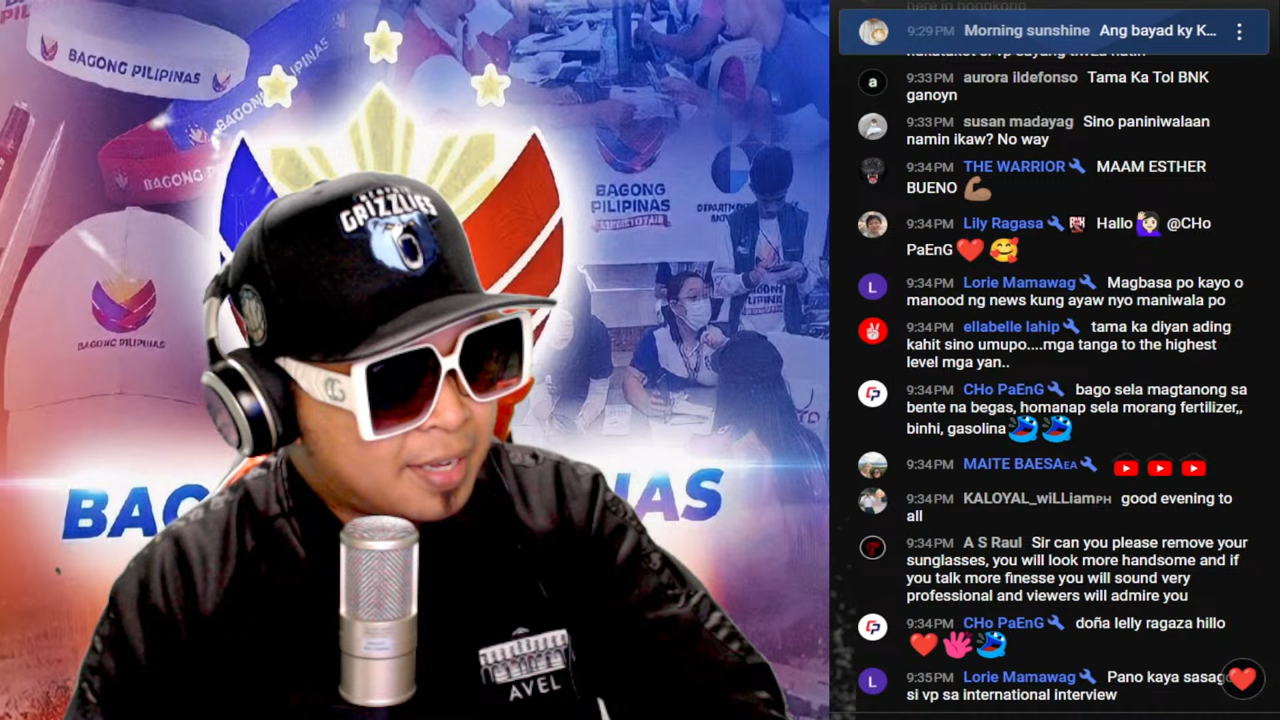 BAGONG PILIPINAS
BAGONG
BAGONG
BAGONG PILIPINAS
BAGONG
PILIPINAS
GRIZZLIES
BAG
NAS
AVEL
here in hongkong
9:29 PM Morning sunshine Ang bayad ky K...
9:33 PM aurora ildefonso Tama Ka Tol BNK
ganoyn
9:33 PM susan madayag Sino paniniwalaan
namin ikaw? No way
9:34 PM THE WARRIOR MAAM ESTHER
BUENO 💪🏽
9:34 PM Lily Ragasa Hallo 🙋🏻‍♀️ @CHo
PaEnG ❤️ 🥰
9:34 PM Lorie Mamawag Magbasa po kayo o
manood ng news kung ayaw nyo maniwala po
9:34 PM ellabelle lahip tama ka diyan ading
kahit sino umupo....mga tanga to the highest
level mga yan..
9:34 PM CHo PaEnG bago sela magtanong sa
bente na begas, homanap sela morang fertilizer,,
binhi, gasolina
9:34 PM MAITE BAESAEA
9:34 PM KALOYAL_wiLLiamPH good evening to
all
9:34 PM A S Raul Sir can you please remove your
sunglasses, you will look more handsome and if
you talk more finesse you will sound very
professional and viewers will admire you
9:34 PM CHo PaEnG doña lelly ragaza hillo
9:35 PM Lorie Mamawag Pano kaya
si vp sa international interview